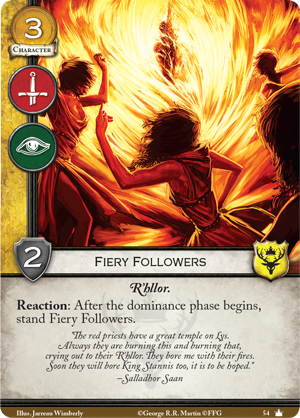 3
CHARACTER
2
FIERY FOLLOWERS
R'hllor.
Reaction: After the dominance phase begins,
stand Fiery Followers.
"The red priests have a great temple on Lys.
Always they are burning this and burning that,
crying out to their R'hllor. They bore me with their fires.
Soon they will bore King Stannis too, it is to be hoped."
–Salladhor Saan
Illus. Jarreau Wimberly
©George R.R. Martin ©FFG
54